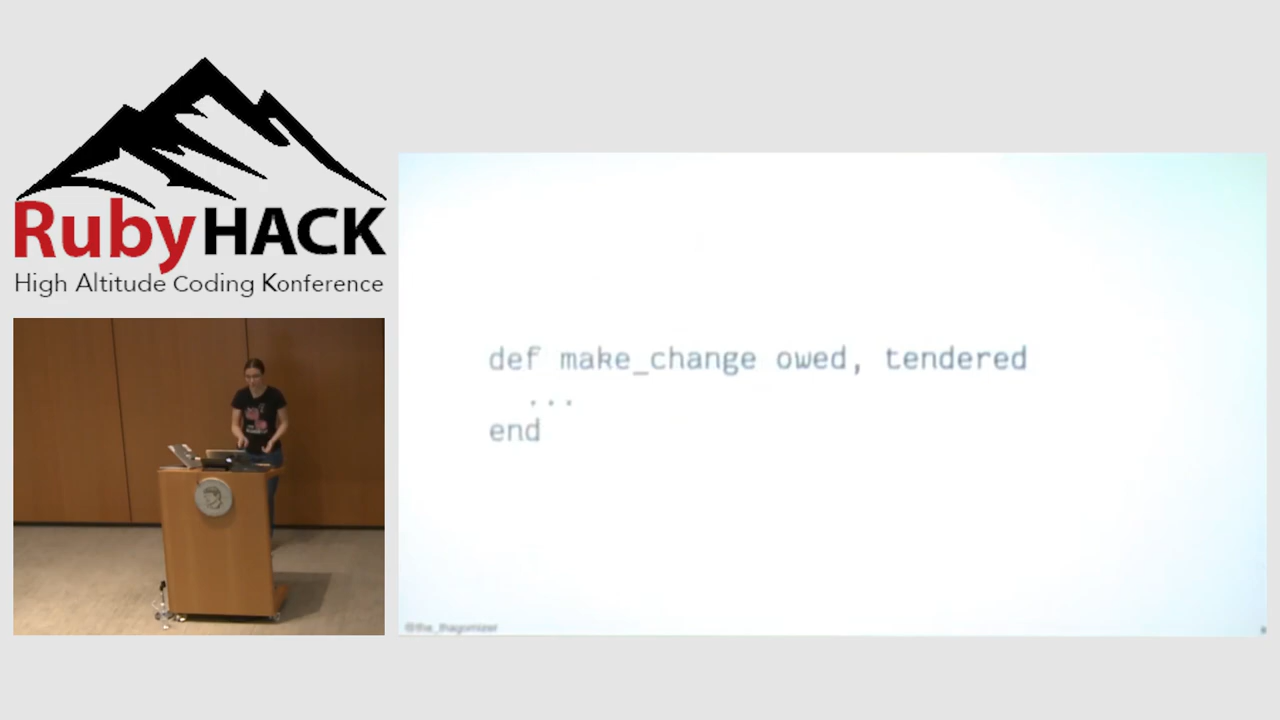 RubyHACK
High Altitude Coding Konference
def make_change owed, tendered
...
end
@the_thagomizer